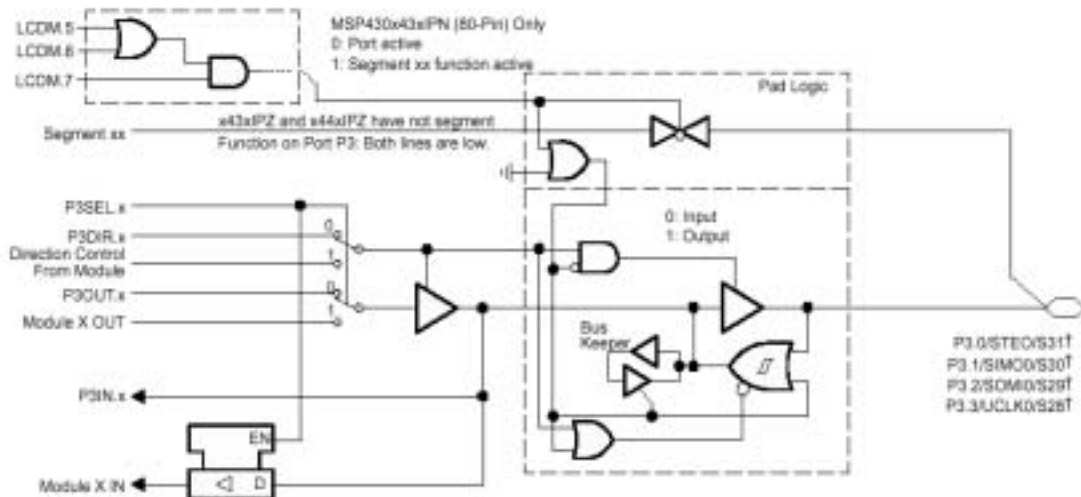 LCDM.5
LCDM.6
LCDM.7
MSP430x43xIPN (80-Pin) Only
0: Port active
1: Segment xx function active
Pad Logic
Segment xx
x43xIPZ and x44xIPZ have not segment
Function on Port P3: Both lines are low.
P3SEL.x
P3DIR.x
Direction Control
From Module
P3OUT.x
Module X OUT
0
1
0
1
0: Input
1: Output
Bus
Keeper
P3.0/STE0/S31†
P3.1/SIMO0/S30†
P3.2/SOMI0/S29†
P3.3/UCLK0/S28†
P3IN.x
EN
D
Module X IN